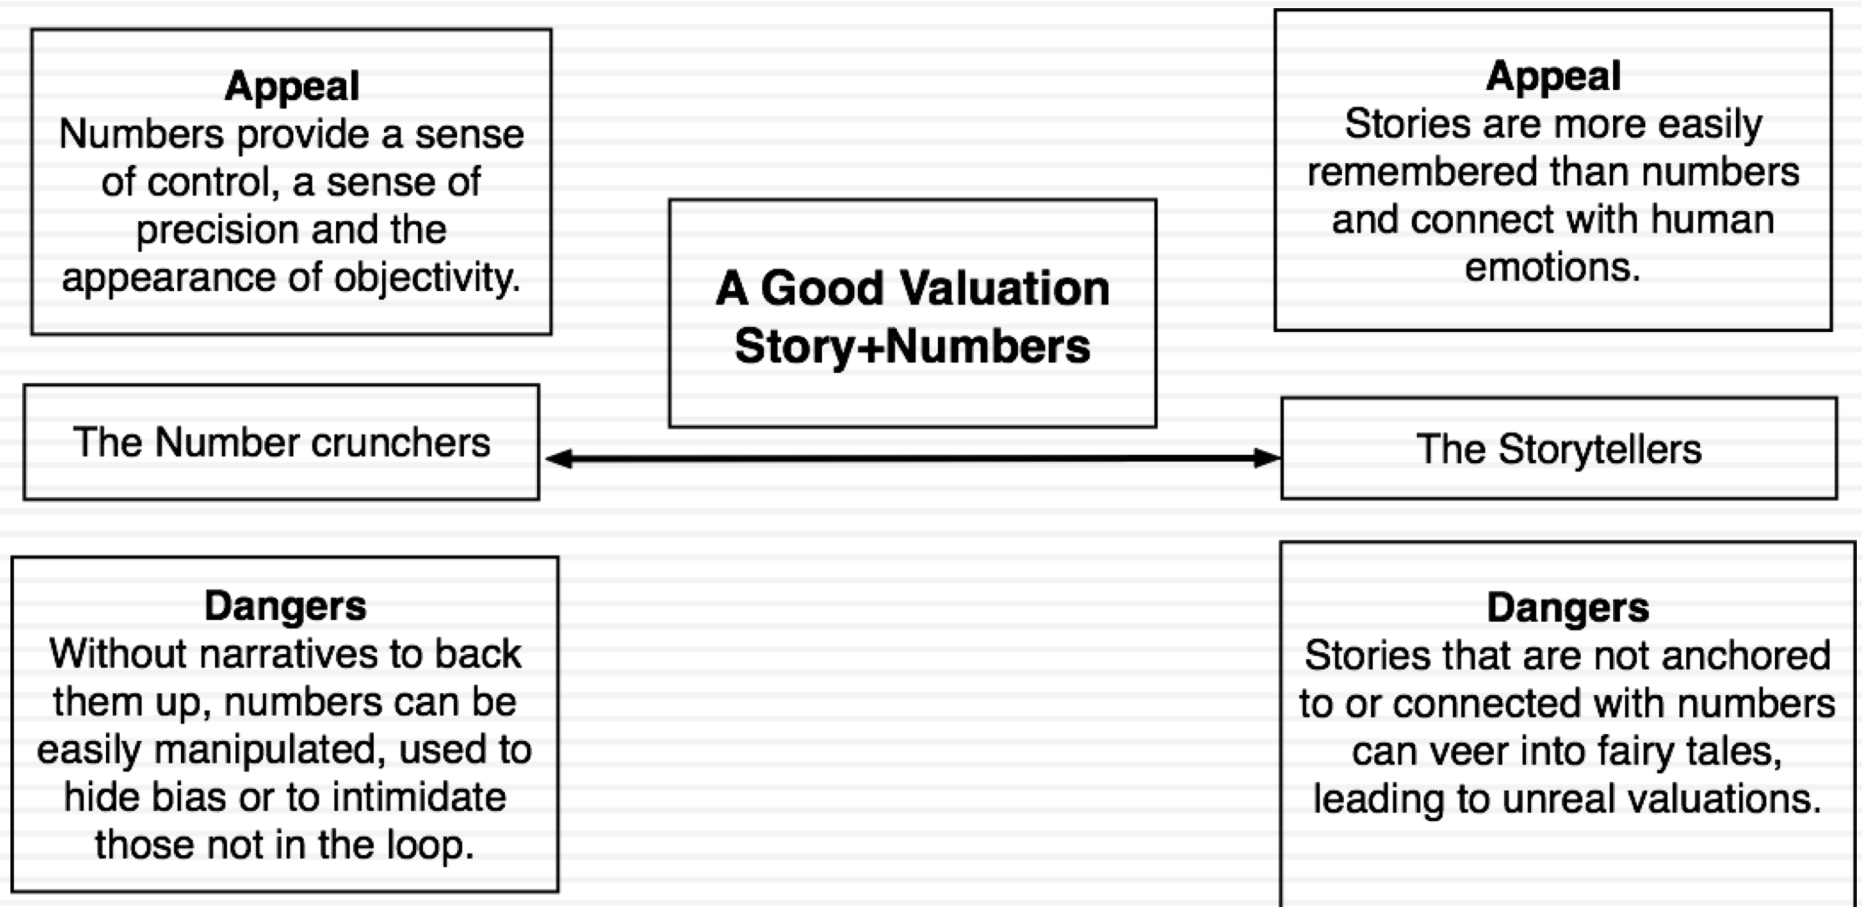 Appeal
Numbers provide a sense
of control, a sense of
precision and the
appearance of objectivity.
A Good Valuation
Story+Numbers
Appeal
Stories are more easily
remembered than numbers
and connect with human
emotions.
The Number crunchers
The Storytellers
Dangers
Without narratives to back
them up, numbers can be
easily manipulated, used to
hide bias or to intimidate
those not in the loop.
Dangers
Stories that are not anchored
to or connected with numbers
can veer into fairy tales,
leading to unreal valuations.